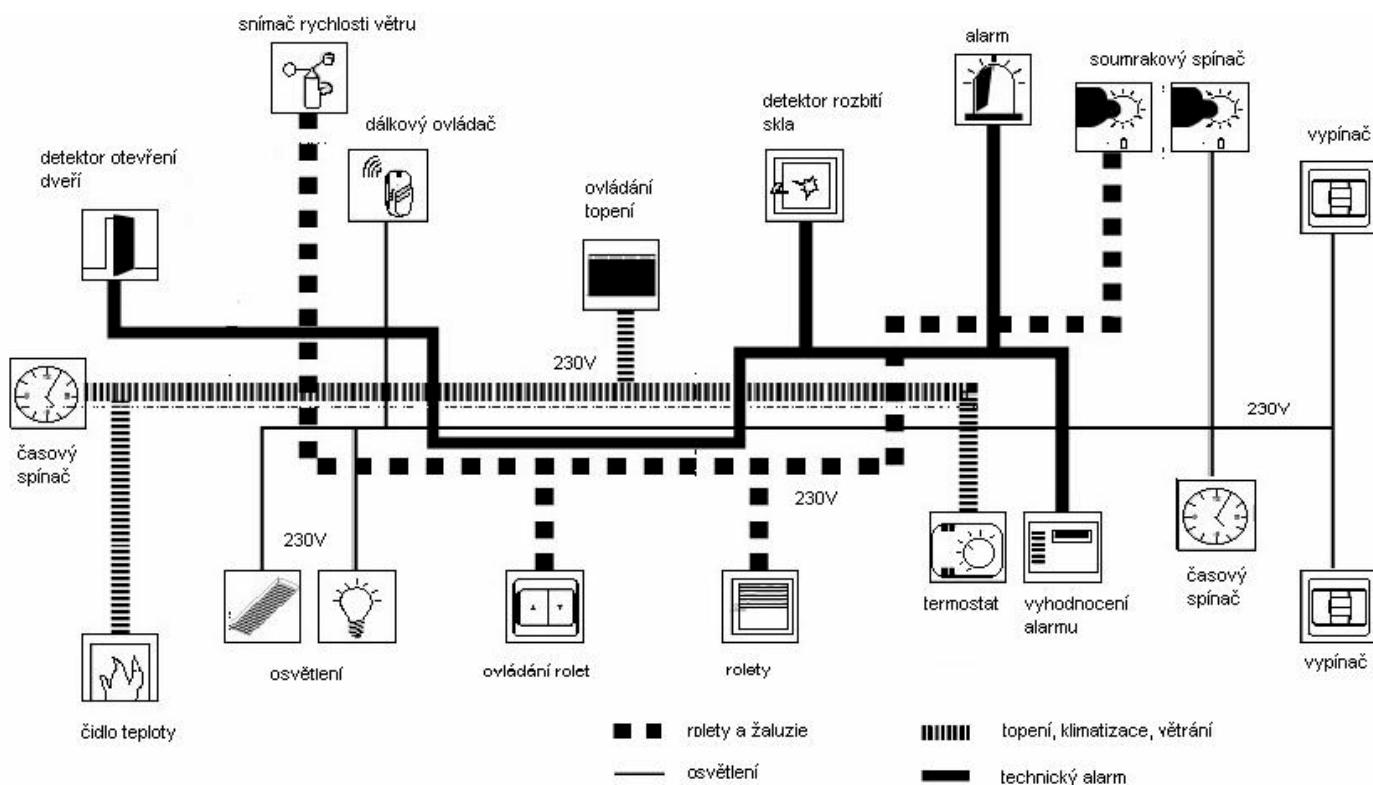 snímač rychlosti větru
alarm
soumrakový spínač
dálkový ovládač
detektor rozbití
skla
vypínač
detektor otevření
dveří
ovládání
topení
230V
230V
časový
spínač
230V
230V
termostat
vyhodnocení
alarmu
časový
spínač
osvětlení
ovládání rolet
rolety
vypínač
čidlo teploty
rolety a žaluzie
topení, klimatizace, větrání
osvětlení
technický alarm